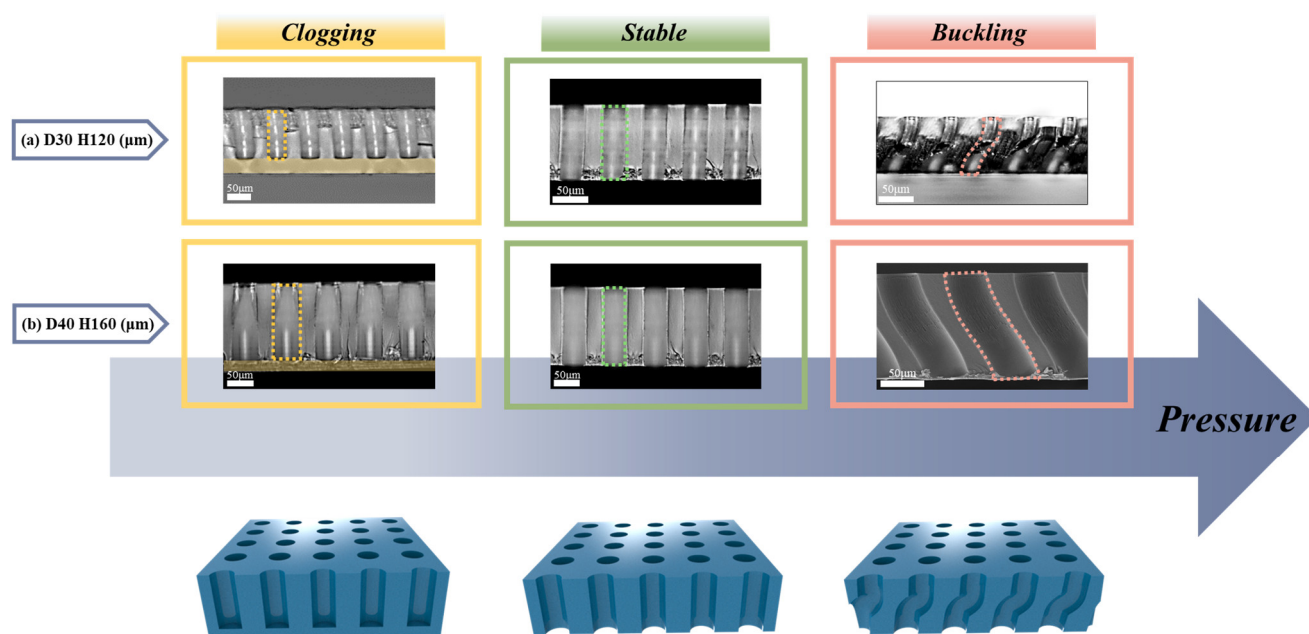 Clogging
Stable
Buckling
(a) D30 H120 (μm)
50μm
50μm
50μm
(b) D40 H160 (μm)
50μm
50μm
50μm
Pressure